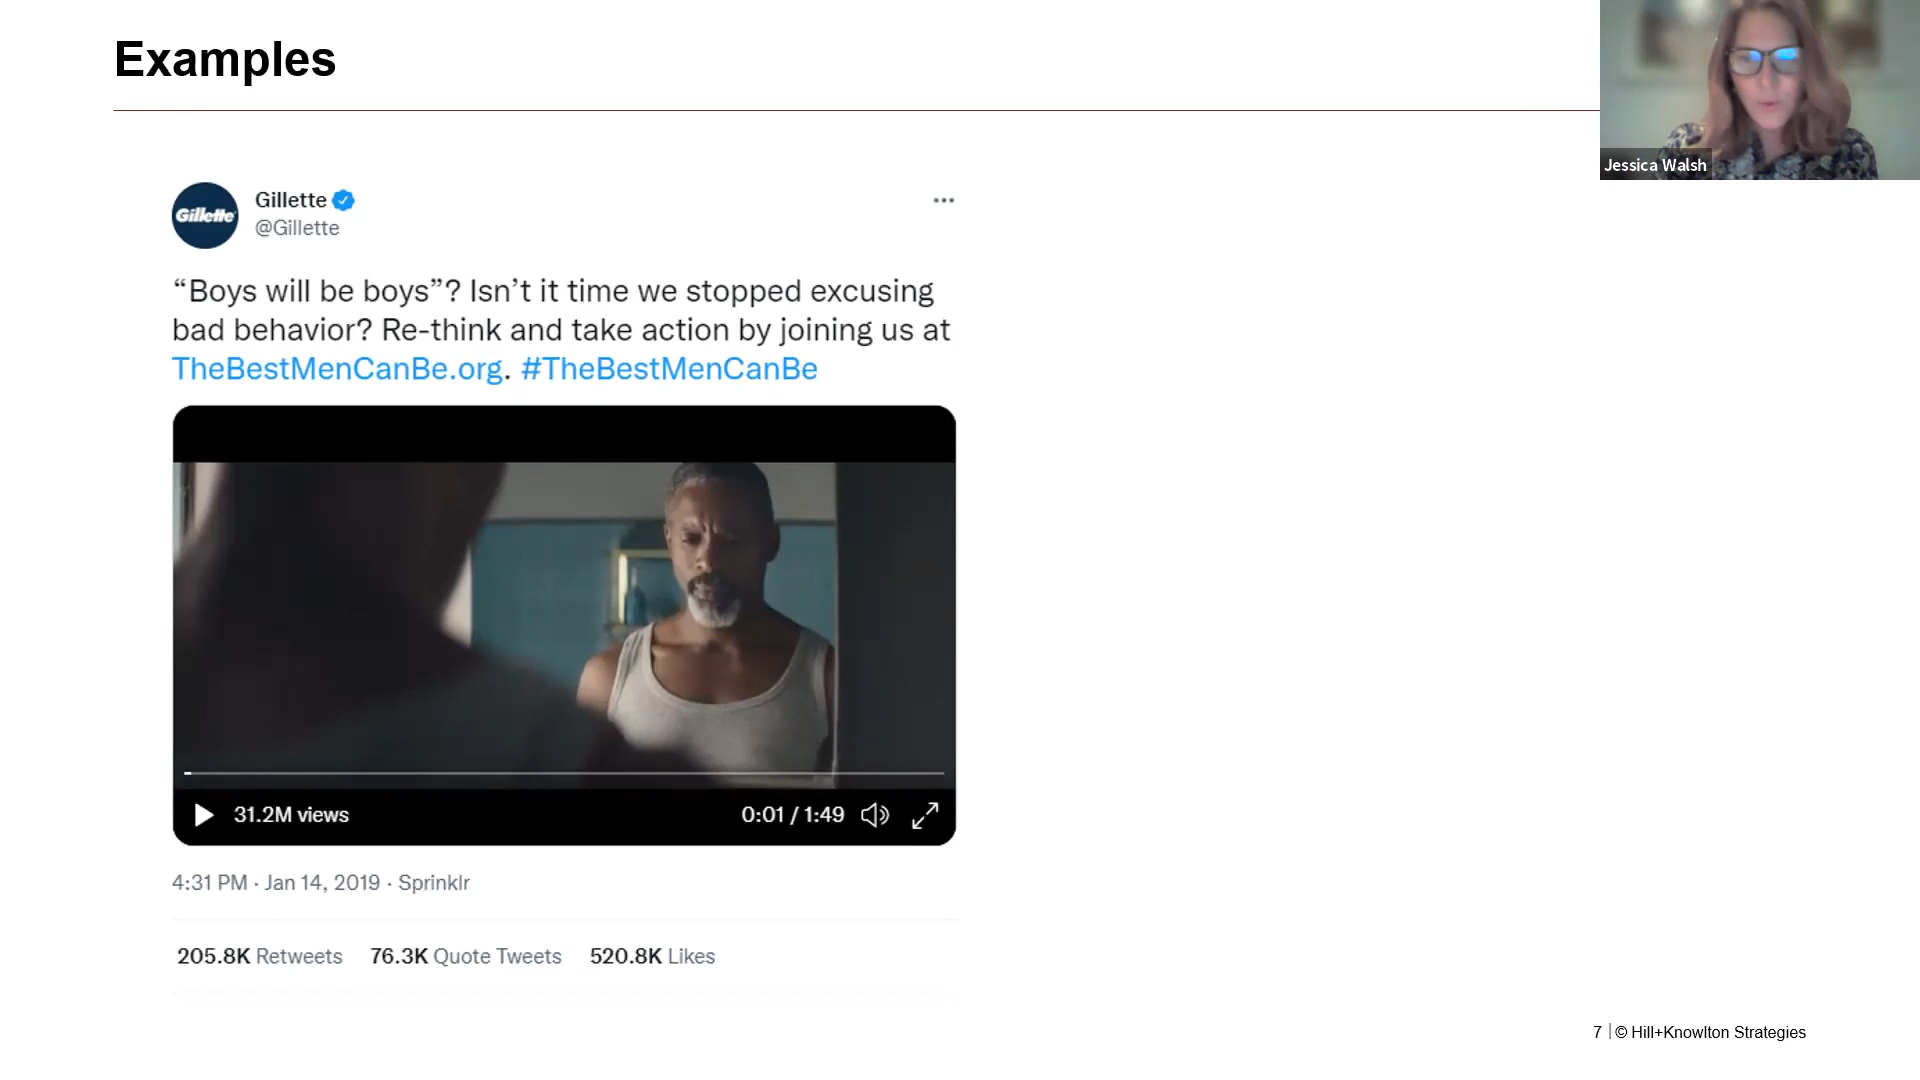 Examples
Jessica Walsh
Gillette
Gillette
@Gillette
“Boys will be boys”? Isn’t it time we stopped excusing
bad behavior? Re-think and take action by joining us at
TheBestMenCanBe.org. #TheBestMenCanBe
31.2M views
0:01 / 1:49
4:31 PM · Jan 14, 2019 · Sprinklr
205.8K Retweets 76.3K Quote Tweets 520.8K Likes
7 | © Hill+Knowlton Strategies